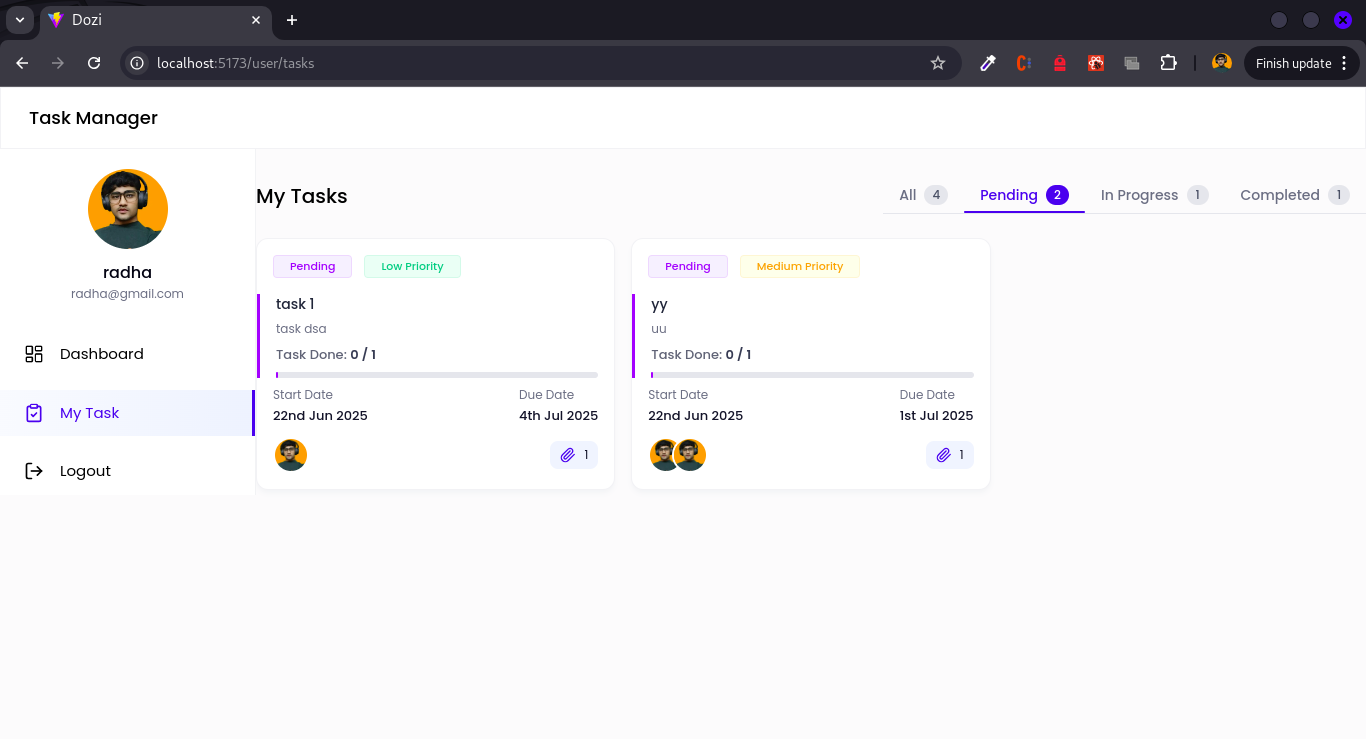 Dozi
localhost:5173/user/tasks
Finish update
Task Manager
radha
radha@gmail.com
Dashboard
My Task
Logout
My Tasks
All 4 Pending 2 In Progress 1 Completed 1
Pending Low Priority
task 1
task dsa
Task Done: 0 / 1
Start Date Due Date
22nd Jun 2025 4th Jul 2025
1
Pending Medium Priority
yy
uu
Task Done: 0 / 1
Start Date Due Date
22nd Jun 2025 1st Jul 2025
1